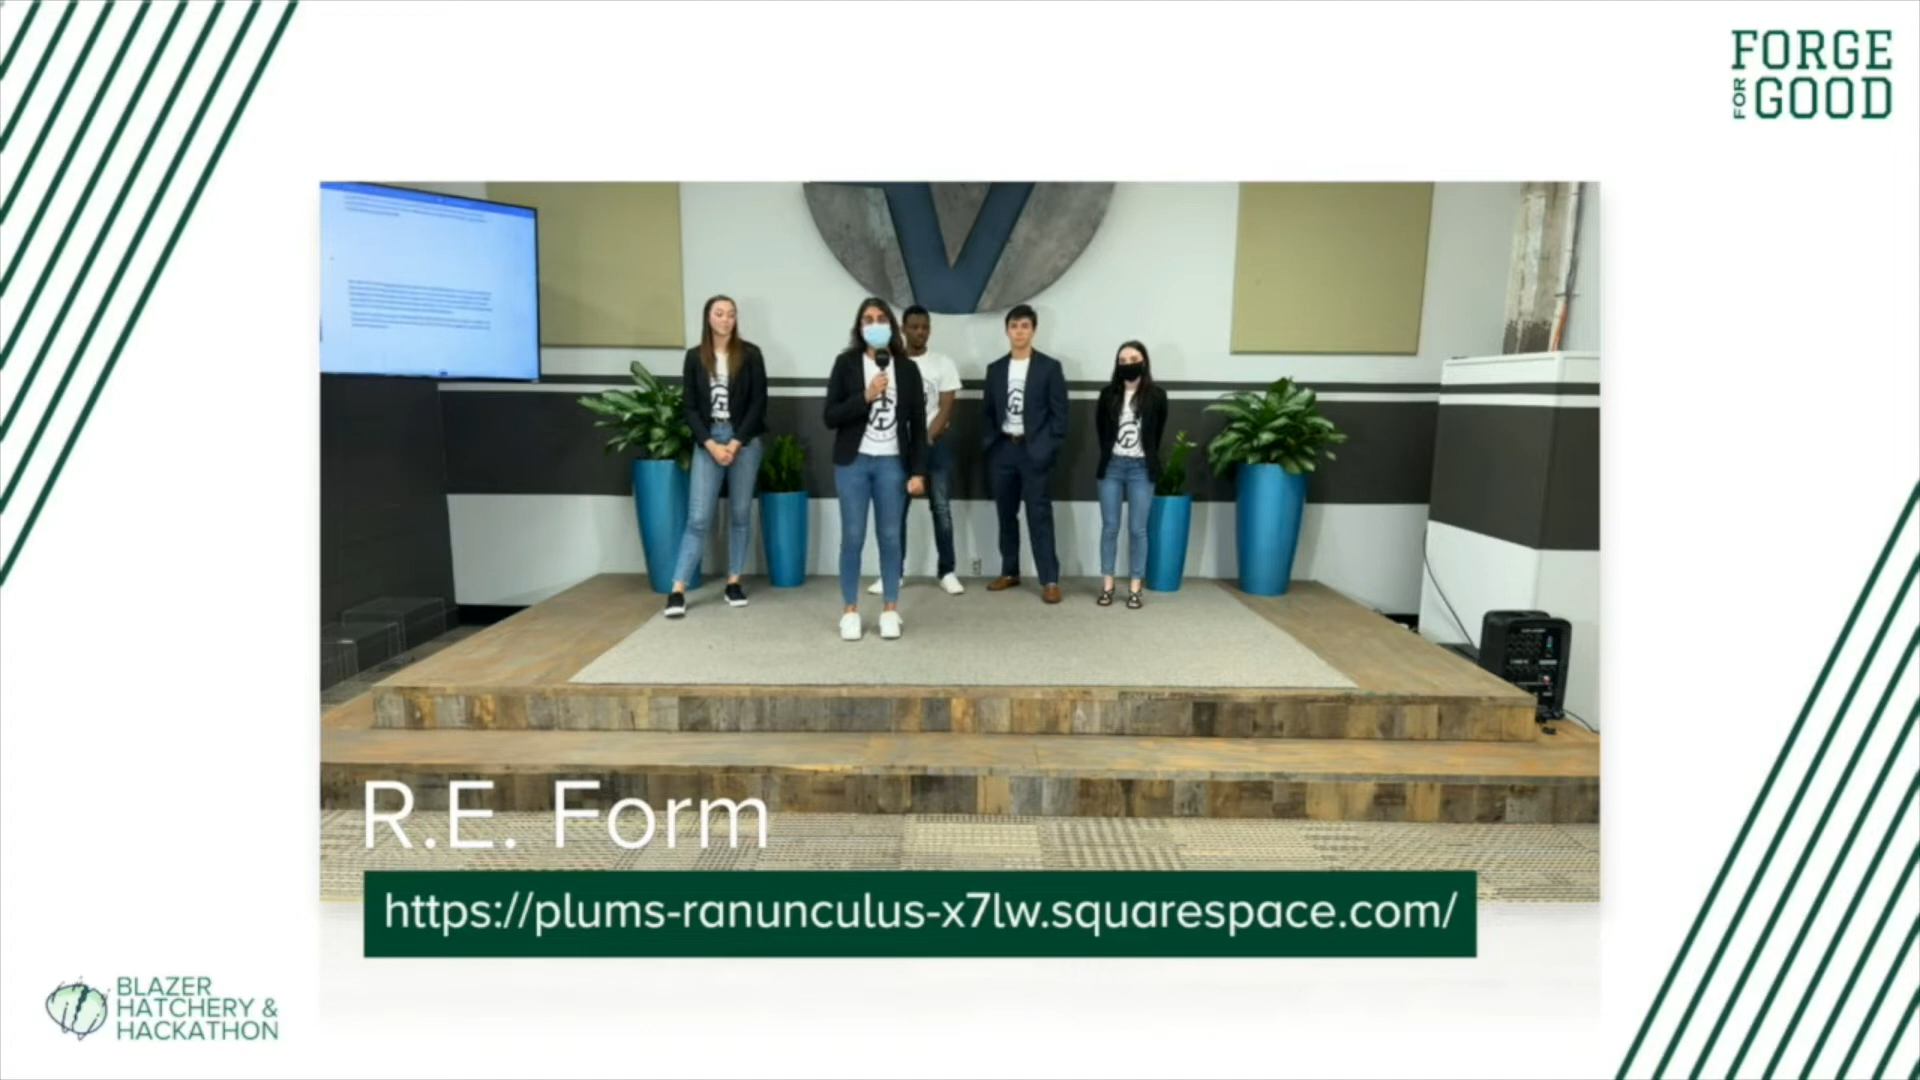 FORGE
FOR GOOD
R.E. Form
https://plums-ranunculus-x7lw.squarespace.com/
BLAZER
HATCHERY &
HACKATHON